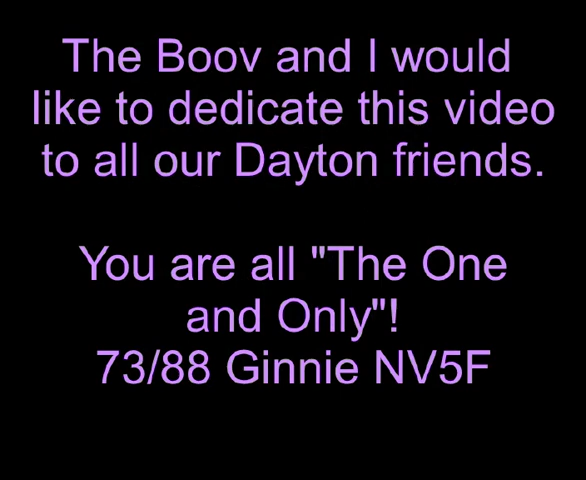 The Boov and I would
like to dedicate this video
to all our Dayton friends.
You are all "The One
and Only"!
73/88 Ginnie NV5F